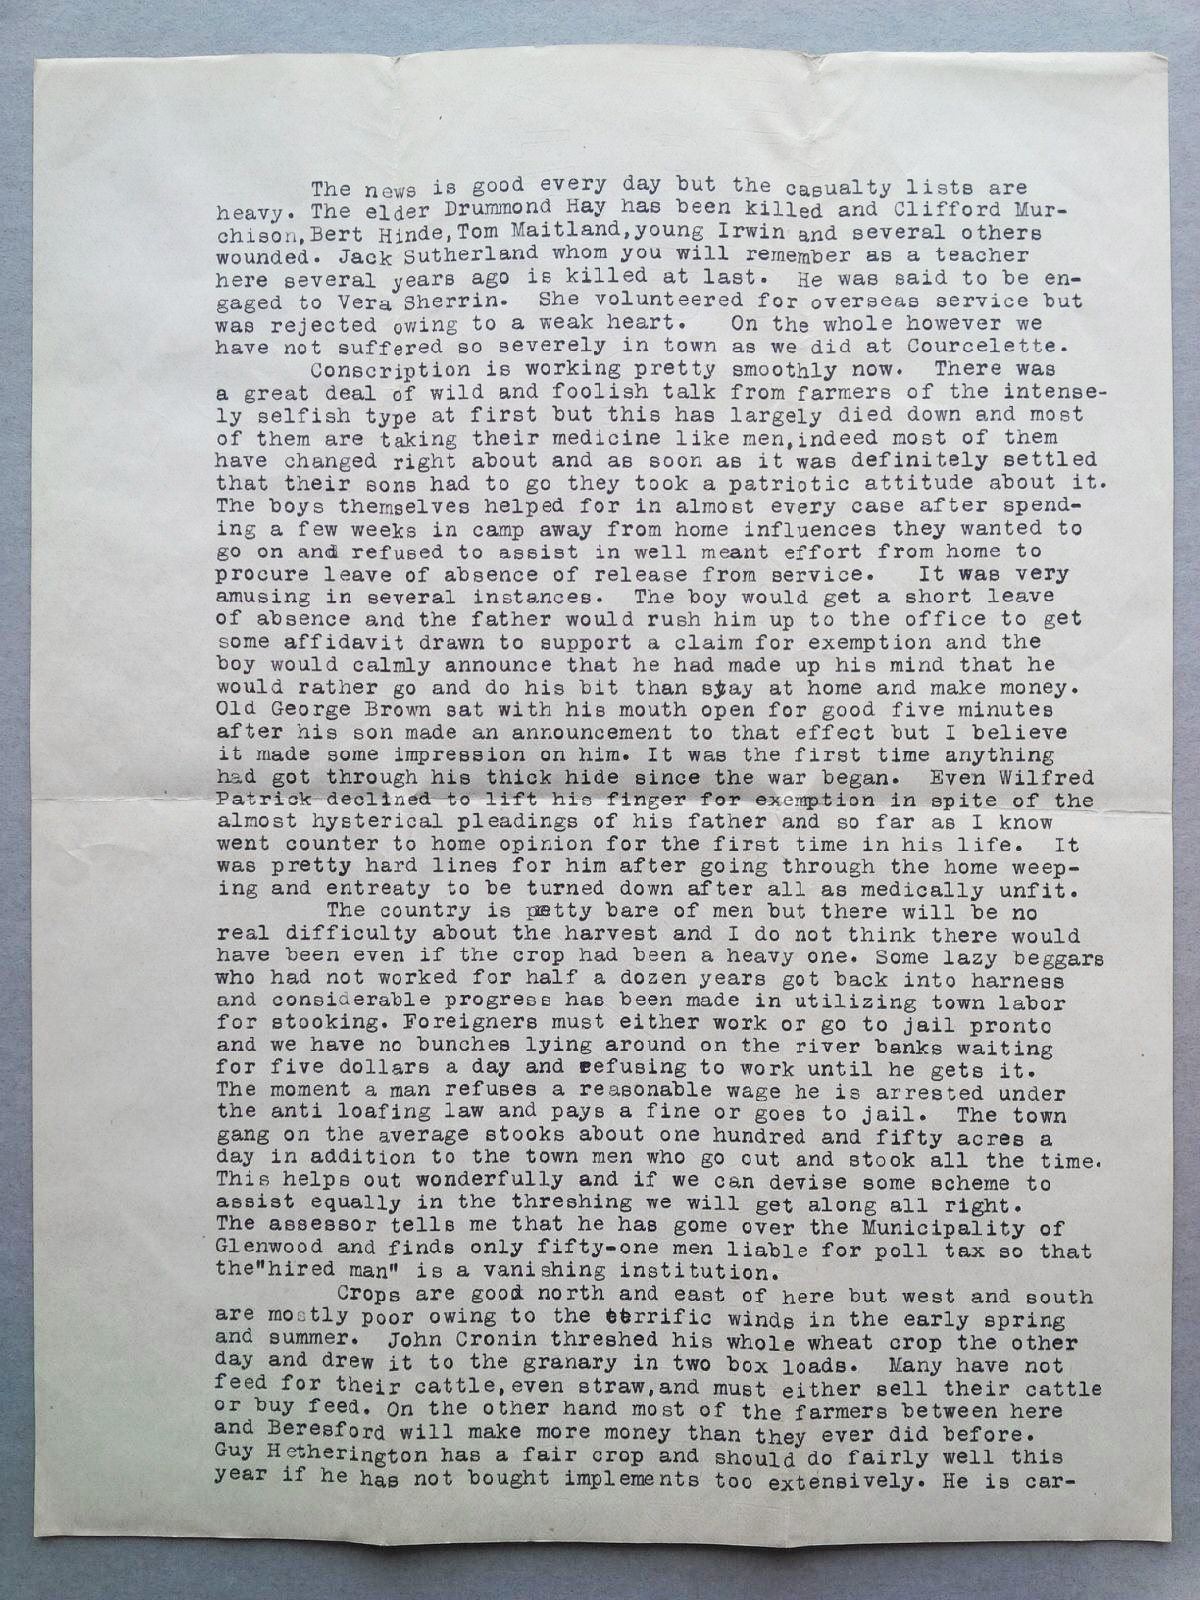 The news is good every day but the casualty lists are
heavy. The elder Drummond Hay has been killed and Clifford Mur-
chison,Bert Hinde,Tom Maitland,young Irwin and several others
wounded. Jack Sutherland whom you will remember as a teacher
here several years ago is killed at last. He was said to be en-
gaged to Vera Sherrin. She volunteered for overseas service but
was rejected owing to a weak heart. On the whole however we
have not suffered so severely in town as we did at Courcelette.
Conscription is working pretty smoothly now. There was
a great deal of wild and foolish talk from farmers of the intense-
ly selfish type at first but this has largely died down and most
of them are taking their medicine like men,indeed most of them
have changed right about and as soon as it was definitely settled
that their sons had to go they took a patriotic attitude about it.
The boys themselves helped for in almost every case after spend-
ing a few weeks in camp away from home influences they wanted to
go on and refused to assist in well meant effort from home to
procure leave of absence of release from service. It was very
amusing in several instances. The boy would get a short leave
of absence and the father would rush him up to the office to get
some affidavit drawn to support a claim for exemption and the
boy would calmly announce that he had made up his mind that he
would rather go and do his bit than stay at home and make money.
Old George Brown sat with his mouth open for good five minutes
after his son made an announcement to that effect but I believe
it made some impression on him. It was the first time anything
had got through his thick hide since the war began. Even Wilfred
Patrick declined to lift his finger for exemption in spite of the
almost hysterical pleadings of his father and so far as I know
went counter to home opinion for the first time in his life. It
was pretty hard lines for him after going through the home weep-
ing and entreaty to be turned down after all as medically unfit.
The country is petty bare of men but there will be no
real difficulty about the harvest and I do not think there would
have been even if the crop had been a heavy one. Some lazy beggars
who had not worked for half a dozen years got back into harness
and considerable progress has been made in utilizing town labor
for stooking. Foreigners must either work or go to jail pronto
and we have no bunches lying around on the river banks waiting
for five dollars a day and refusing to work until he gets it.
The moment a man refuses a reasonable wage he is arrested under
the anti loafing law and pays a fine or goes to jail. The town
gang on the average stooks about one hundred and fifty acres a
day in addition to the town men who go out and stook all the time.
This helps out wonderfully and if we can devise some scheme to
assist equally in the threshing we will get along all right.
The assessor tells me that he has gome over the Municipality of
Glenwood and finds only fifty-one men liable for poll tax so that
the"hired man" is a vanishing institution.
Crops are good north and east of here but west and south
are mostly poor owing to the terrific winds in the early spring
and summer. John Cronin threshed his whole wheat crop the other
day and drew it to the granary in two box loads. Many have not
feed for their cattle,even straw,and must either sell their cattle
or buy feed. On the other hand most of the farmers between here
and Beresford will make more money than they ever did before.
Guy Hetherington has a fair crop and should do fairly well this
year if he has not bought implements too extensively. He is car-